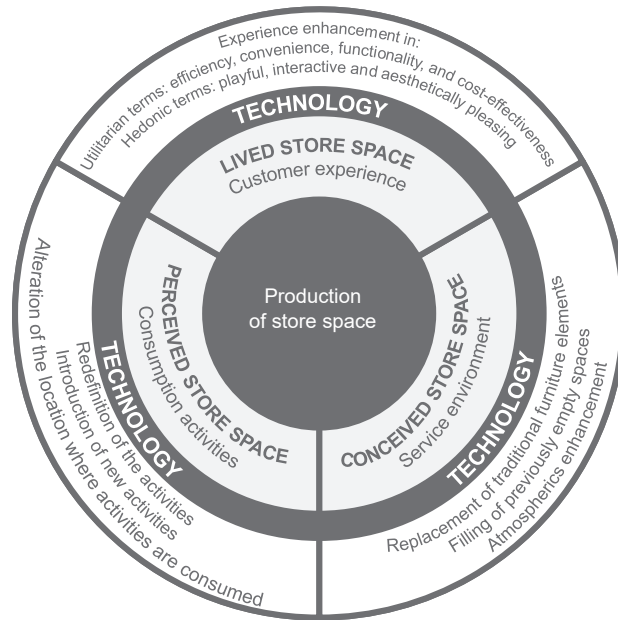 Experience enhancement in:
Utilitarian terms: efficiency, convenience, functionality, and cost-effectiveness
Hedonic terms: playful, interactive and aesthetically pleasing
TECHNOLOGY
LIVED STORE SPACE
Customer experience
Production
of store space
PERCEIVED STORE SPACE
Consumption activities
TECHNOLOGY
Redefinition of the activities
Introduction of new activities
Alteration of the location where activities are consumed
CONCEIVED STORE SPACE
Service environment
TECHNOLOGY
Replacement of traditional furniture elements
Filling of previously empty spaces
Atmospherics enhancement